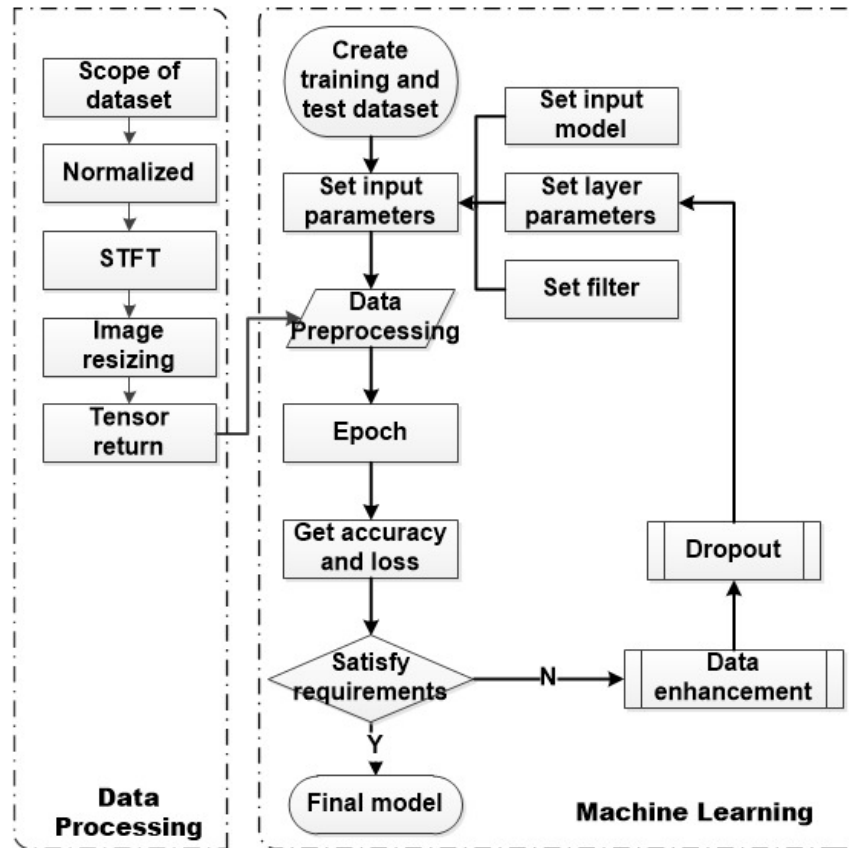 Scope of
dataset
Normalized
STFT
Image
resizing
Tensor
return
Data
Processing
Create
training and
test dataset
Set input
parameters
Set input
model
Set layer
parameters
Set filter
Data
Preprocessing
Epoch
Get accuracy
and loss
Satisfy
requirements
N
Data
enhancement
Dropout
Y
Final model
Machine Learning